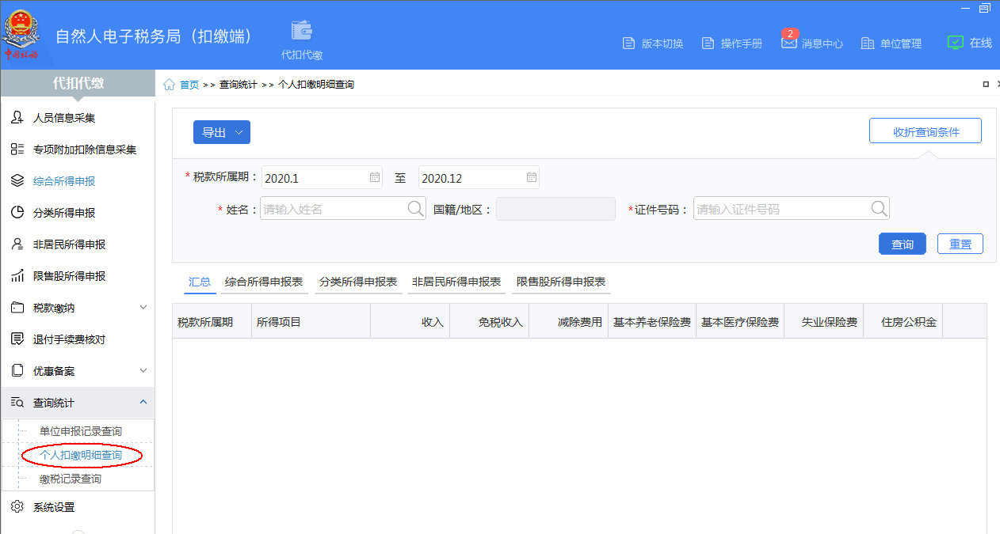 自然人电子税务局（扣缴端）
代扣代缴
版本切换
操作手册
2
消息中心
单位管理
在线
中国税务
代扣代缴
首页 >> 查询统计 >> 个人扣缴明细查询
人员信息采集
专项附加扣除信息采集
综合所得申报
分类所得申报
非居民所得申报
限售股所得申报
税款缴纳
退付手续费核对
优惠备案
查询统计
单位申报记录查询
个人扣缴明细查询
缴税记录查询
系统设置
导出
收折查询条件
*税款所属期： 2020.1 至 2020.12
*姓名： 请输入姓名 国籍/地区： *证件号码： 请输入证件号码
查询 重置
汇总 综合所得申报表 分类所得申报表 非居民所得申报表 限售股所得申报表
税款所属期 所得项目 收入 免税收入 减除费用 基本养老保险费 基本医疗保险费 失业保险费 住房公积金